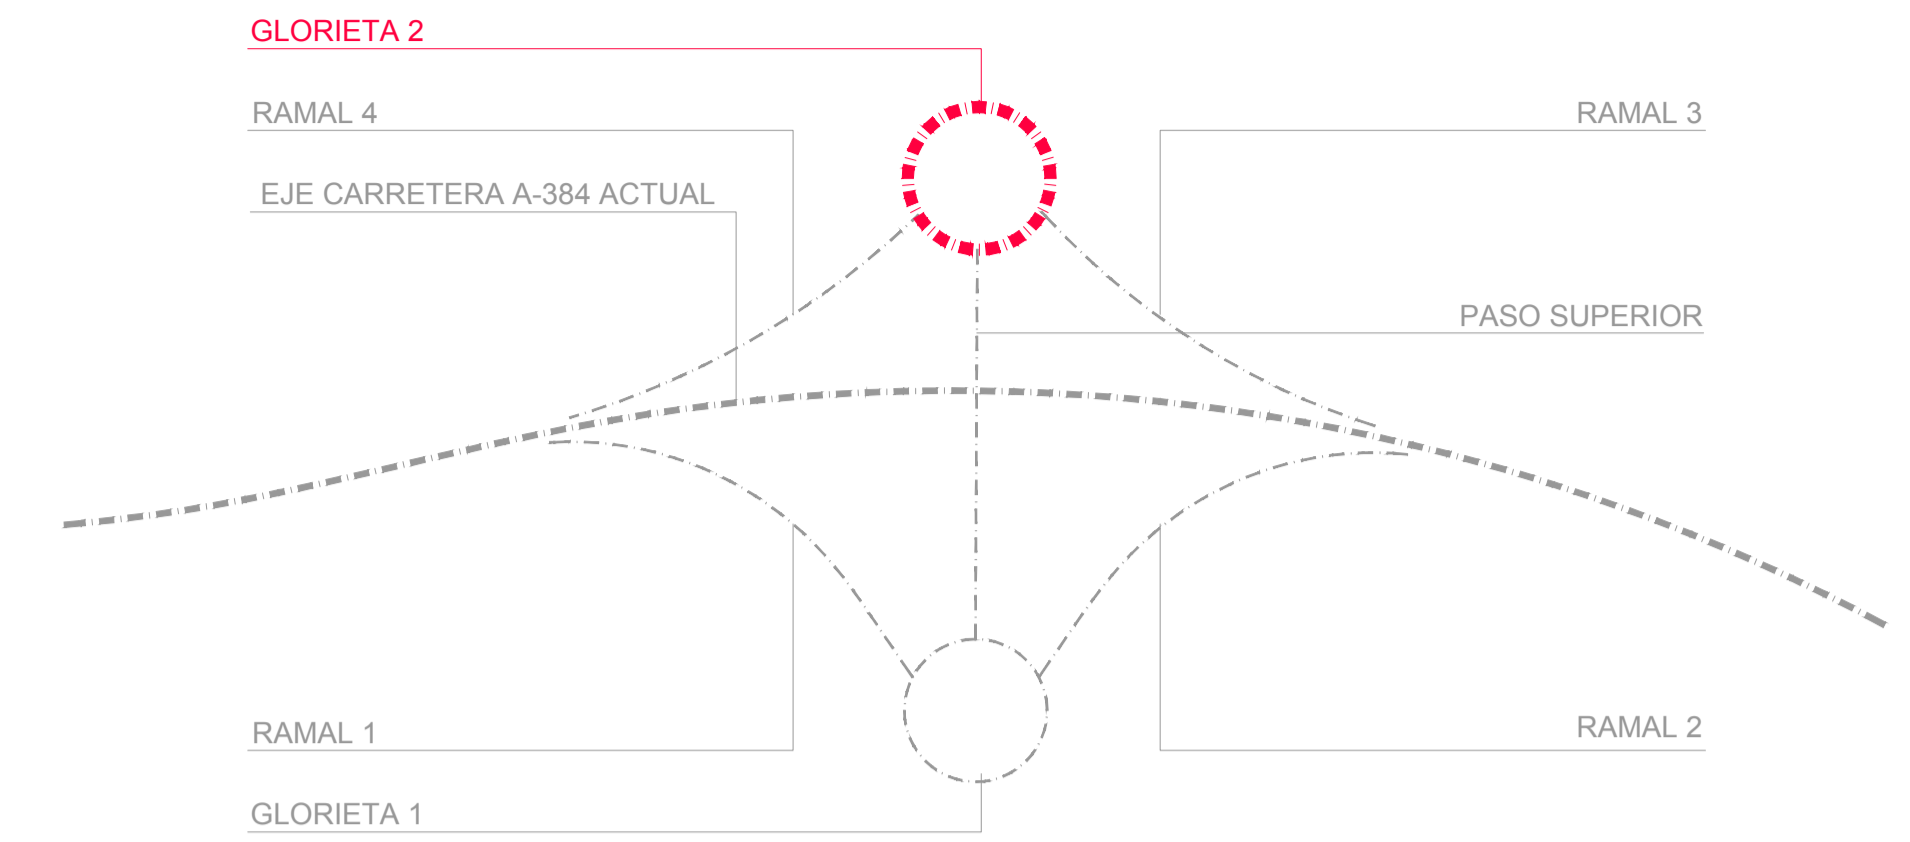 GLORIETA 2
RAMAL 4
RAMAL 3
EJE CARRETERA A-384 ACTUAL
PASO SUPERIOR
RAMAL 1
RAMAL 2
GLORIETA 1